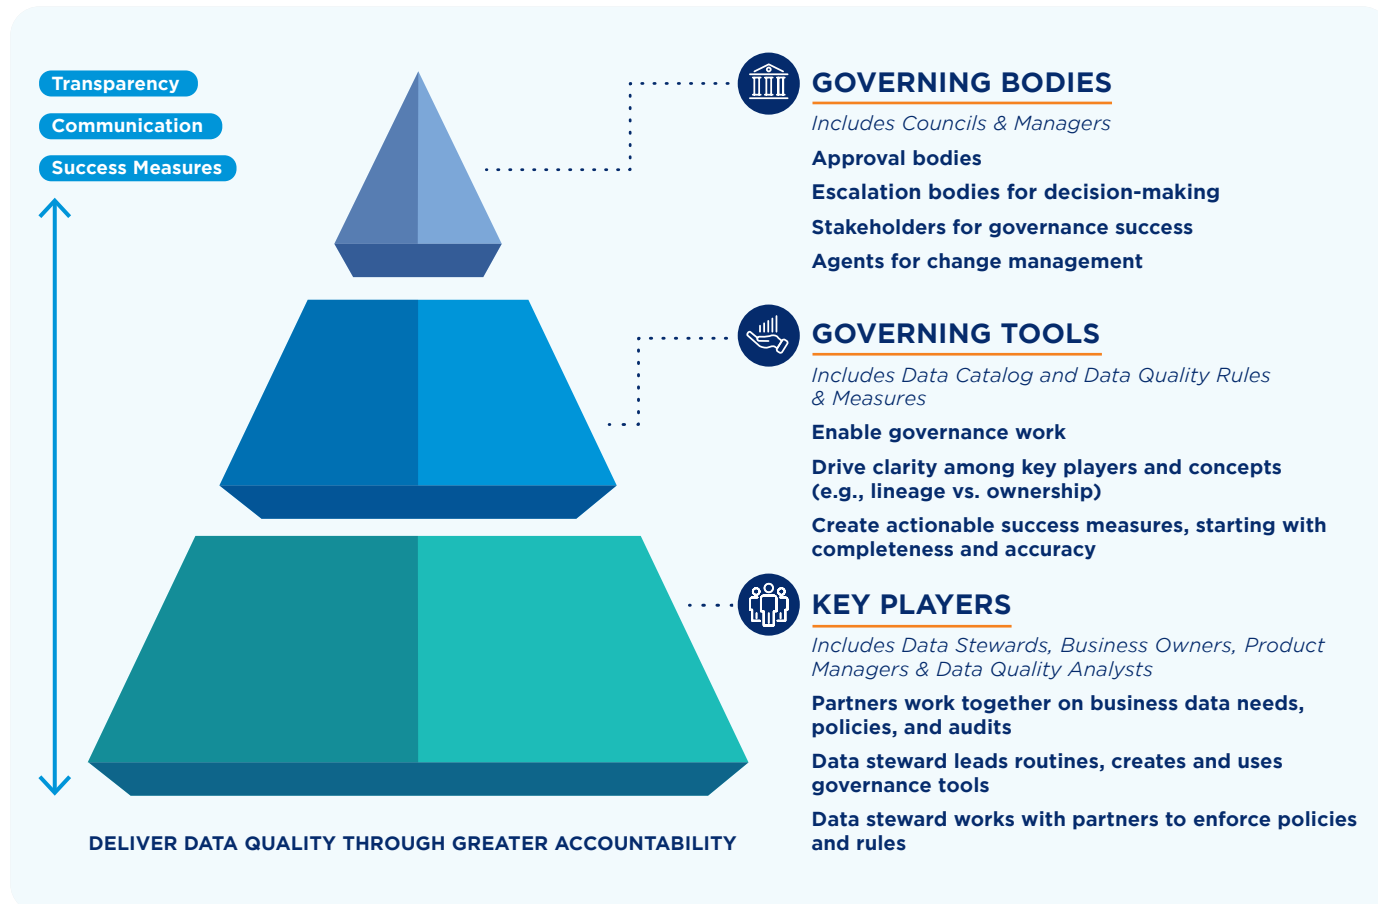 Transparency
Communication
Success Measures
GOVERNING BODIES
Includes Councils & Managers
Approval bodies
Escalation bodies for decision-making
Stakeholders for governance success
Agents for change management
GOVERNING TOOLS
Includes Data Catalog and Data Quality Rules
& Measures
Enable governance work
Drive clarity among key players and concepts
(e.g., lineage vs. ownership)
Create actionable success measures, starting with
completeness and accuracy
KEY PLAYERS
Includes Data Stewards, Business Owners, Product
Managers & Data Quality Analysts
Partners work together on business data needs,
policies, and audits
Data steward leads routines, creates and uses
governance tools
Data steward works with partners to enforce policies
and rules
DELIVER DATA QUALITY THROUGH GREATER ACCOUNTABILITY